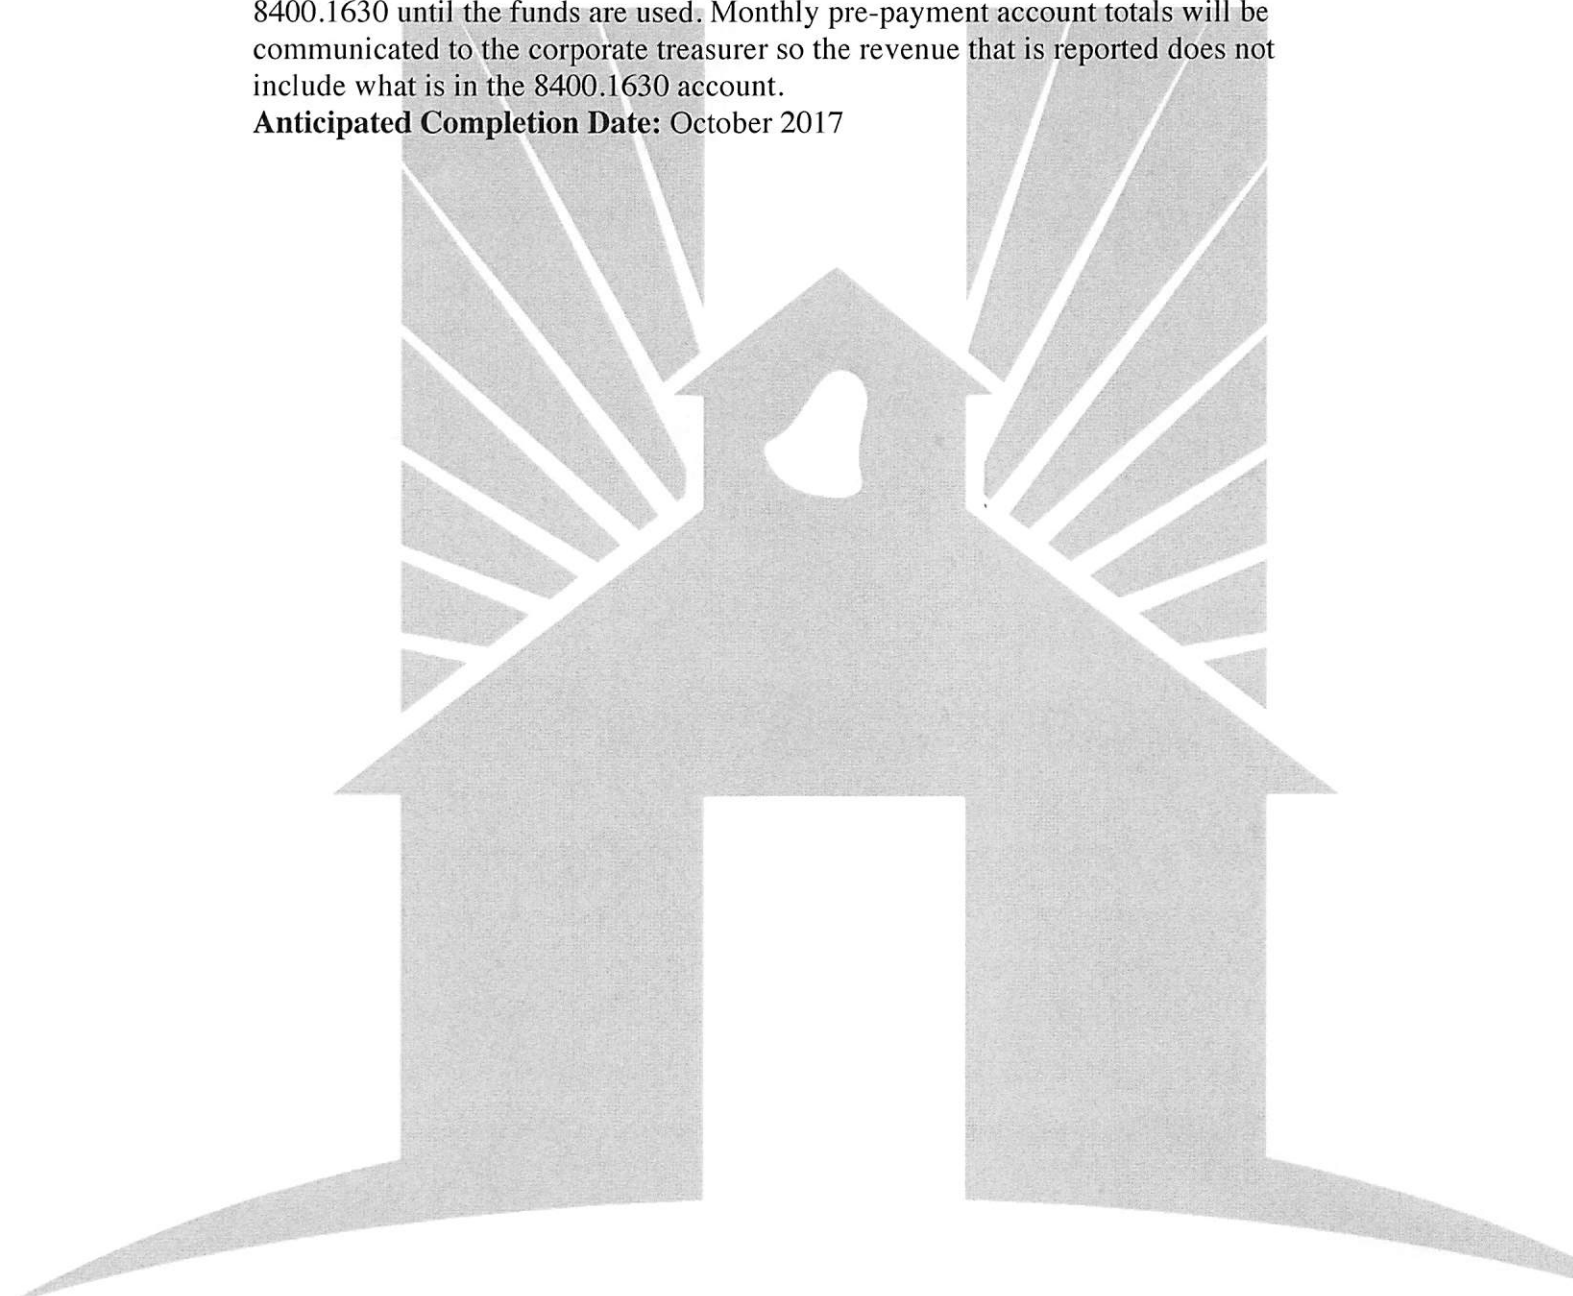 8400.1630 until the funds are used. Monthly pre-payment account totals will be
communicated to the corporate treasurer so the revenue that is reported does not
include what is in the 8400.1630 account.
Anticipated Completion Date: October 2017